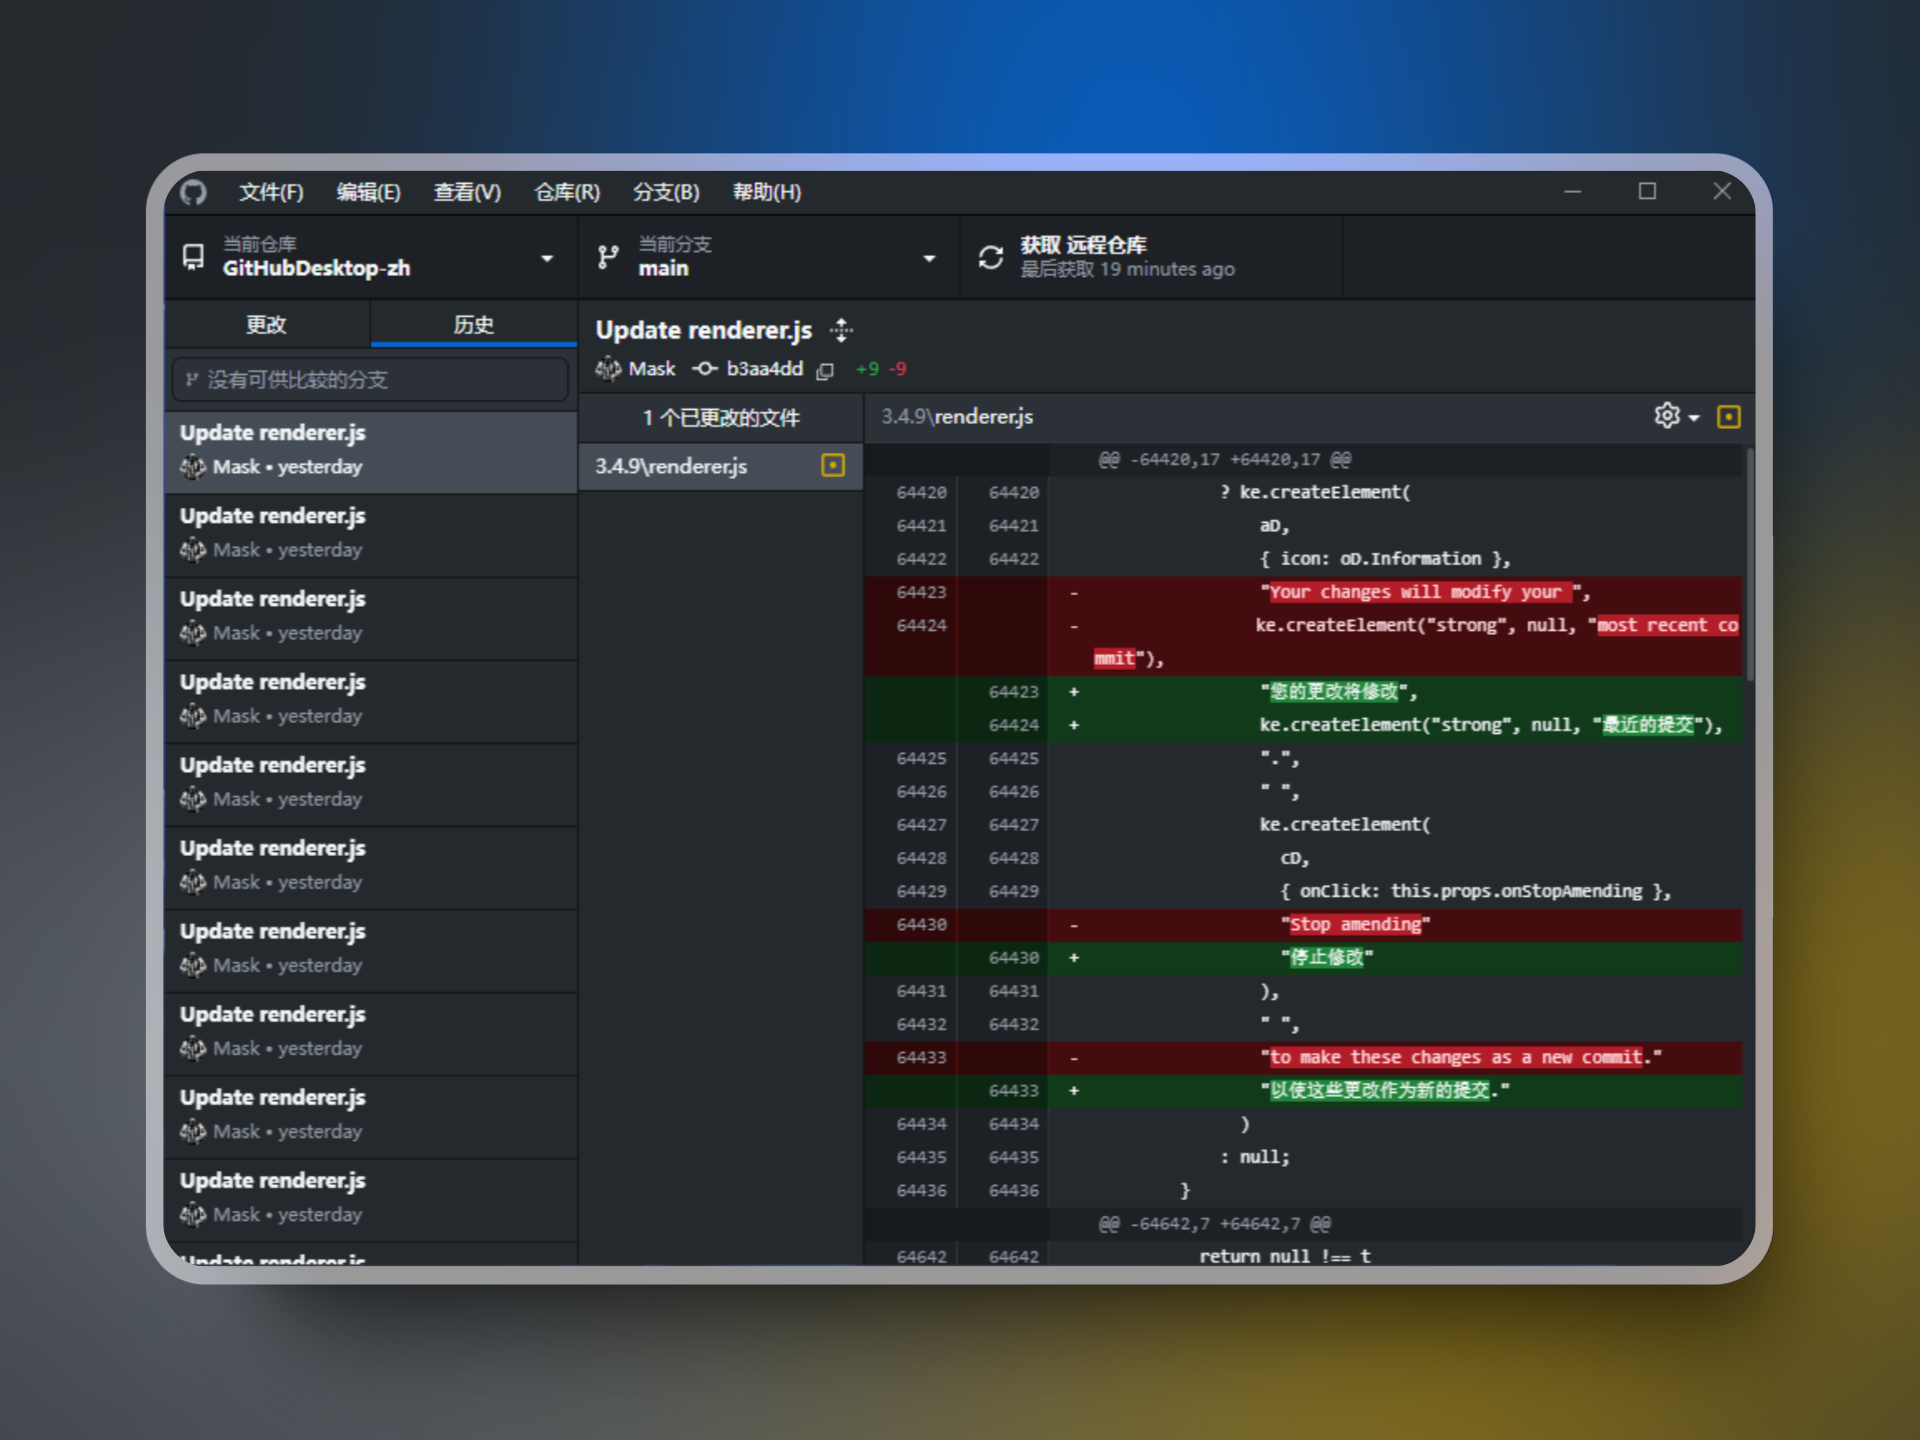 文件(F) 编辑(E) 查看(V) 仓库(R) 分支(B) 帮助(H)
当前仓库
GitHubDesktop-zh
当前分支
main
获取 远程仓库
最后获取 19 minutes ago
更改 历史
没有可供比较的分支
Update renderer.js
Mask • yesterday
Update renderer.js
Mask • yesterday
Update renderer.js
Mask • yesterday
Update renderer.js
Mask • yesterday
Update renderer.js
Mask • yesterday
Update renderer.js
Mask • yesterday
Update renderer.js
Mask • yesterday
Update renderer.js
Mask • yesterday
Update renderer.js
Mask • yesterday
Update renderer.js
Mask • yesterday
Update renderer.js
Update renderer.js
Mask b3aa4dd +9 -9
1 个已更改的文件
3.4.9\renderer.js
3.4.9\renderer.js
@@ -64420,17 +64420,17 @@
64420 64420 ? ke.createElement(
64421 64421 aD,
64422 64422 { icon: oD.Information },
64423 - "Your changes will modify your ",
64424 - ke.createElement("strong", null, "most recent co
mmit"),
64423 + "您的更改将修改",
64424 + ke.createElement("strong", null, "最近的提交"),
64425 64425 ".",
64426 64426 " ",
64427 64427 ke.createElement(
64428 64428 cD,
64429 64429 { onClick: this.props.onStopAmending },
64430 - "Stop amending"
64430 + "停止修改"
64431 64431 ),
64432 64432 " ",
64433 - "to make these changes as a new commit."
64433 + "以使这些更改作为新的提交."
64434 64434 )
64435 64435 : null;
64436 64436 }
@@ -64642,7 +64642,7 @@
64642 64642 return null !== t